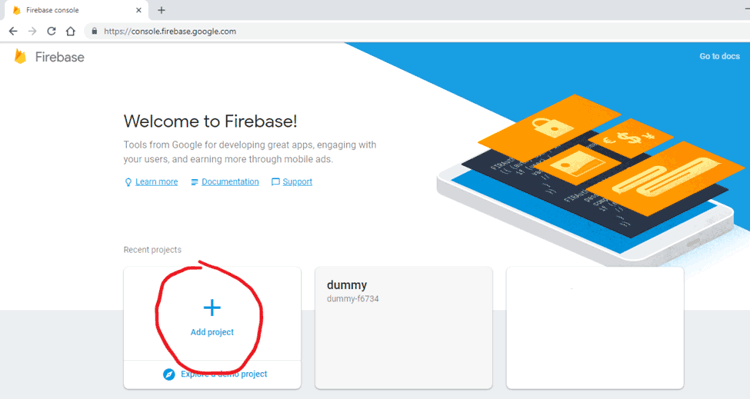 Firebase console
https://console.firebase.google.com
Firebase
Go to docs
Welcome to Firebase!
Tools from Google for developing great apps, engaging with
your users, and earning more through mobile ads.
Learn more
Documentation
Support
Recent projects
Add project
Explore a demo project
dummy
dummy-f6734